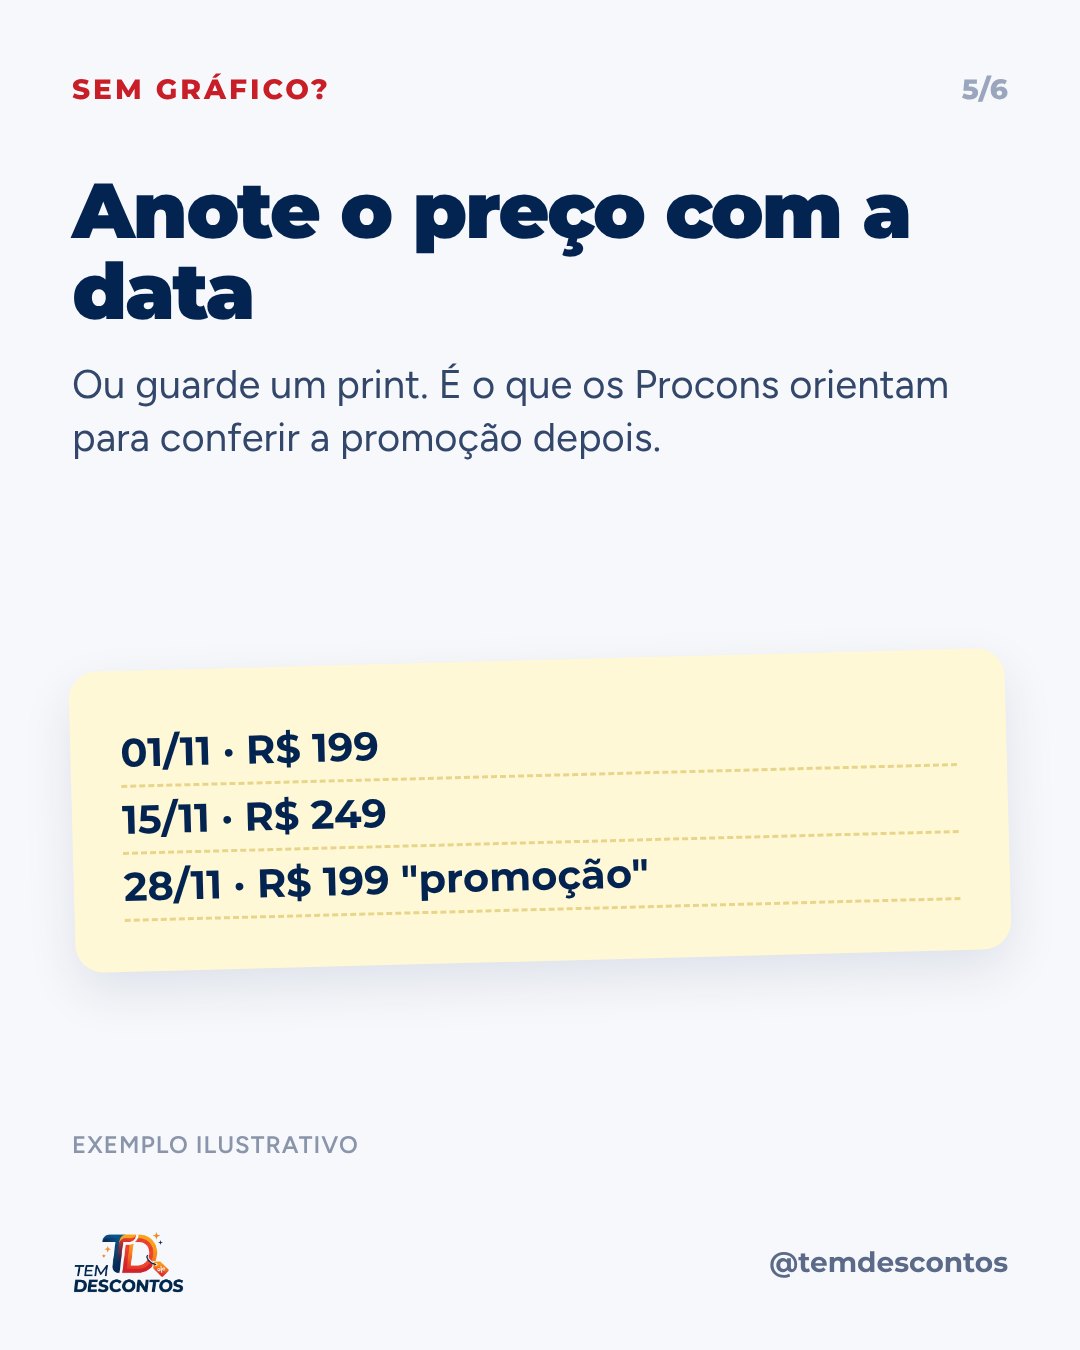 SEM GRÁFICO?
5/6
Anote o preço com a
data
Ou guarde um print. É o que os Procons orientam
para conferir a promoção depois.
01/11 · R$ 199
15/11 · R$ 249
28/11 · R$ 199 "promoção"
EXEMPLO ILUSTRATIVO
TD
TEM
DESCONTOS
@temdescontos